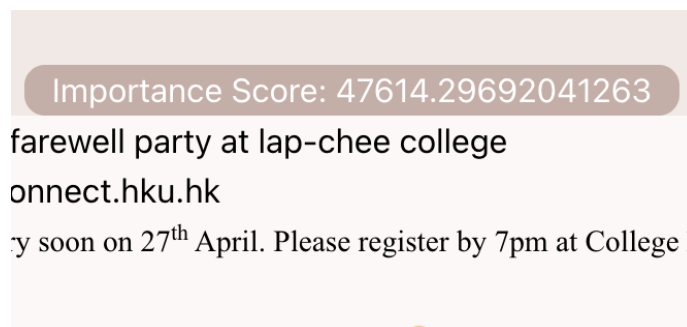 Importance Score: 47614.29692041263
farewell party at lap-chee college
onnect.hku.hk
ry soon on 27th April. Please register by 7pm at College